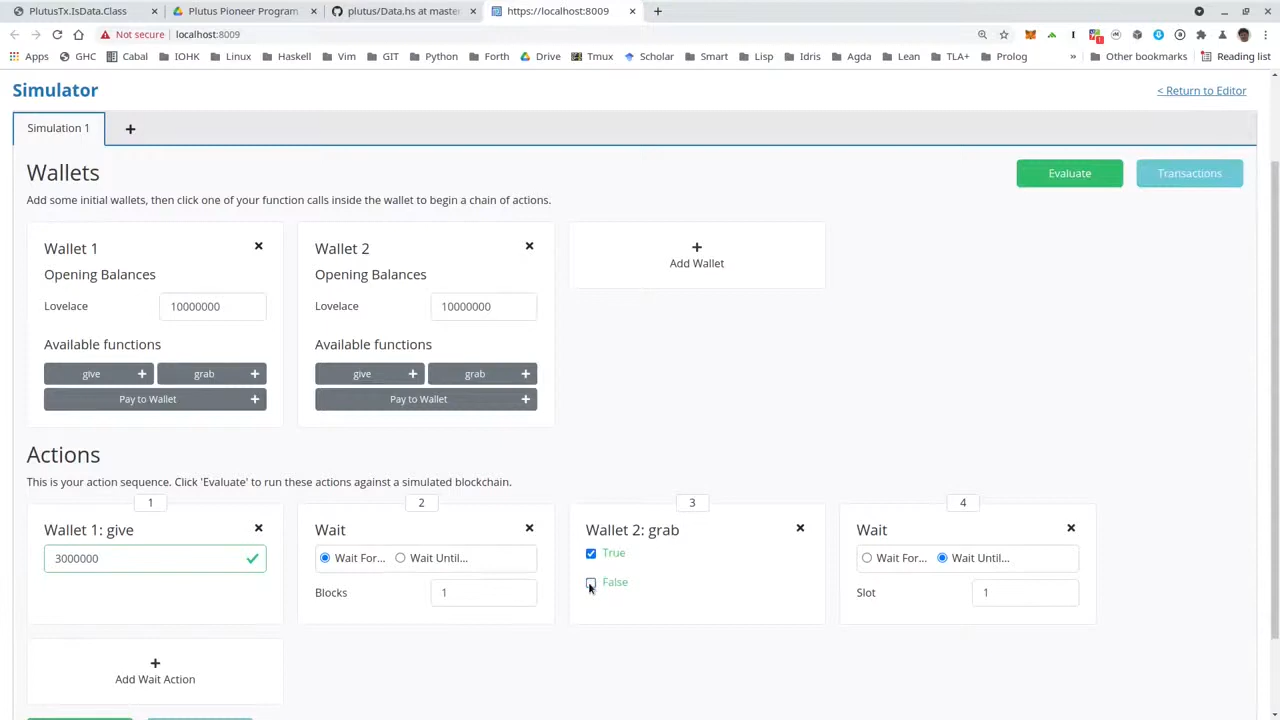 PlutusTx.IsData.Class
Plutus Pioneer Program
plutus/Data.hs at master
https://localhost:8009
Not secure
localhost:8009
Apps
GHC
Cabal
IOHK
Linux
Haskell
Vim
GIT
Python
Forth
Drive
Tmux
Scholar
Smart
Lisp
Idris
Agda
Lean
TLA+
Prolog
»
Other bookmarks
Reading list
Simulator
< Return to Editor
Simulation 1
+
Wallets
Evaluate
Transactions
Add some initial wallets, then click one of your function calls inside the wallet to begin a chain of actions.
Wallet 1
Opening Balances
Lovelace
10000000
Available functions
give +
grab +
Pay to Wallet +
Wallet 2
Opening Balances
Lovelace
10000000
Available functions
give +
grab +
Pay to Wallet +
+
Add Wallet
Actions
This is your action sequence. Click 'Evaluate' to run these actions against a simulated blockchain.
1
Wallet 1: give
3000000
2
Wait
Wait For... Wait Until...
Blocks
1
3
Wallet 2: grab
True
False
4
Wait
Wait For... Wait Until...
Slot
1
+
Add Wait Action